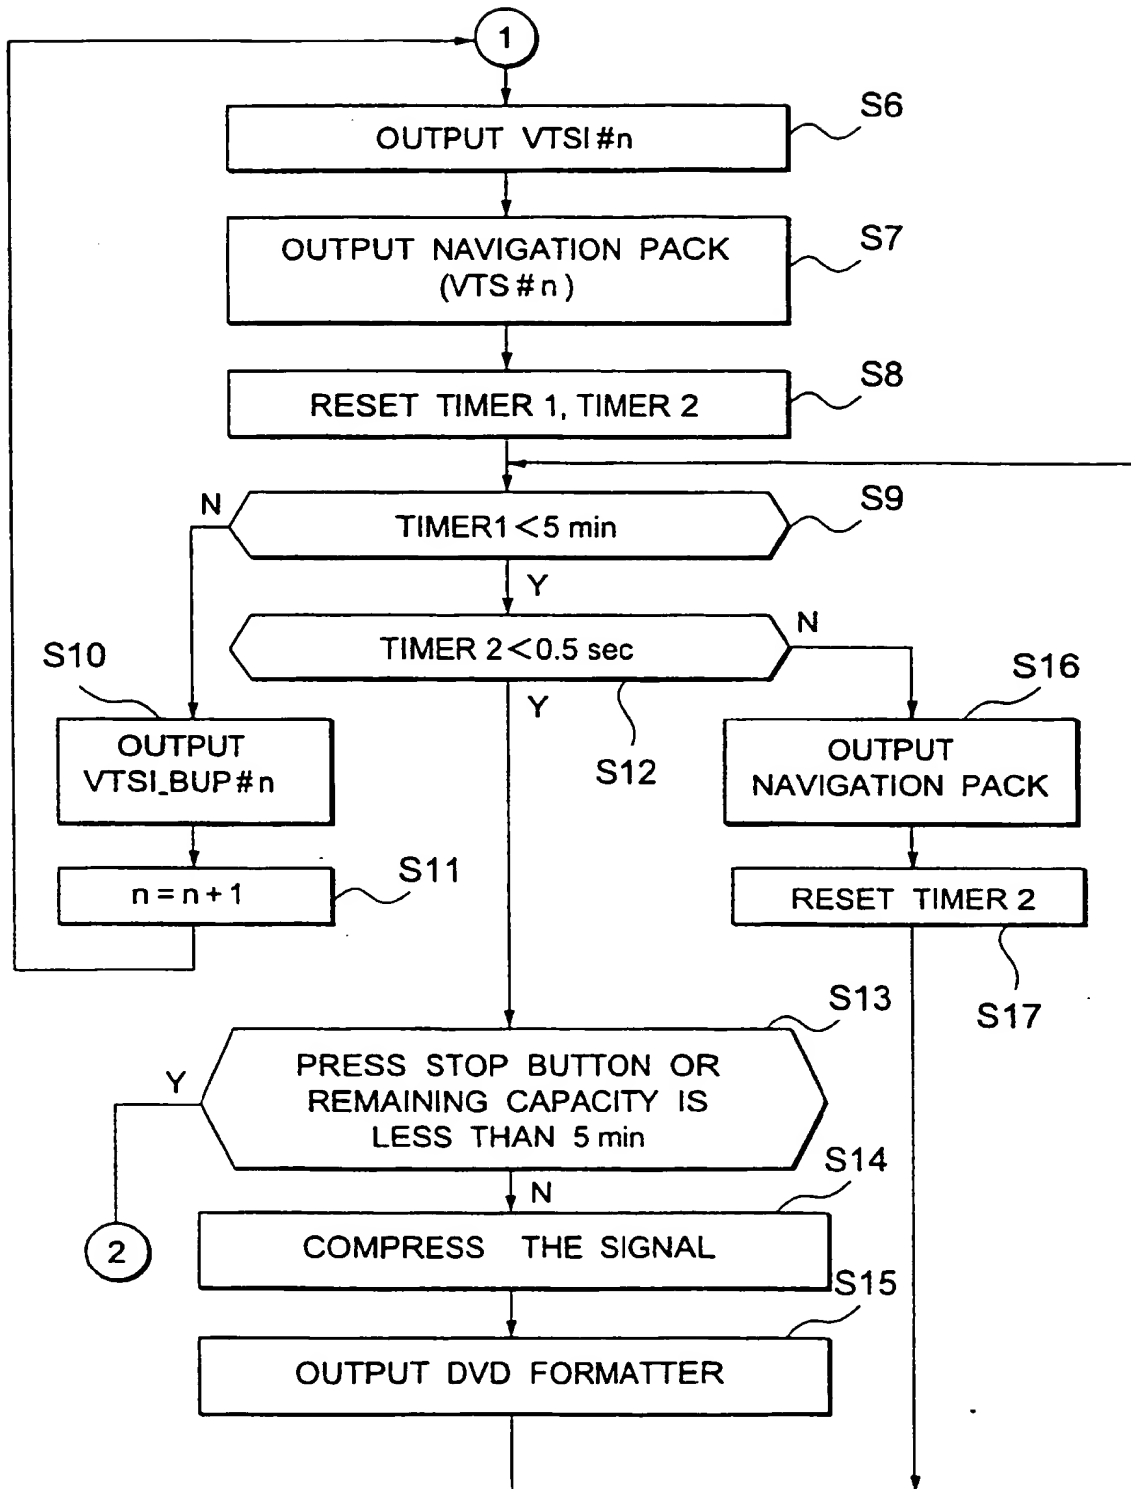 1
S6
OUTPUT VTSI#n
S7
OUTPUT NAVIGATION PACK
(VTS#n)
S8
RESET TIMER 1, TIMER 2
N
S9
TIMER1<5 min
Y
TIMER 2<0.5 sec
N
S10
Y
S16
OUTPUT
VTSI_BUP#n
S12
OUTPUT
NAVIGATION PACK
S11
n=n+1
RESET TIMER 2
S13
S17
PRESS STOP BUTTON OR
REMAINING CAPACITY IS
LESS THAN 5 min
Y
S14
N
2
COMPRESS THE SIGNAL
S15
OUTPUT DVD FORMATTER